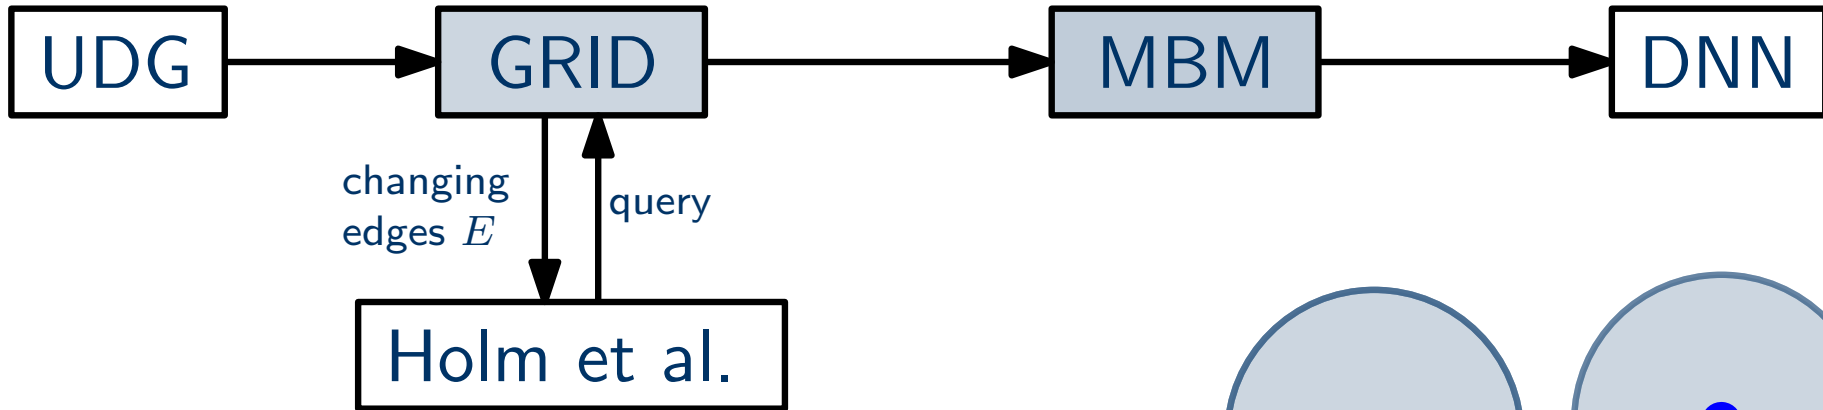 UDG
GRID
MBM
DNN
changing
edges E
query
Holm et al.